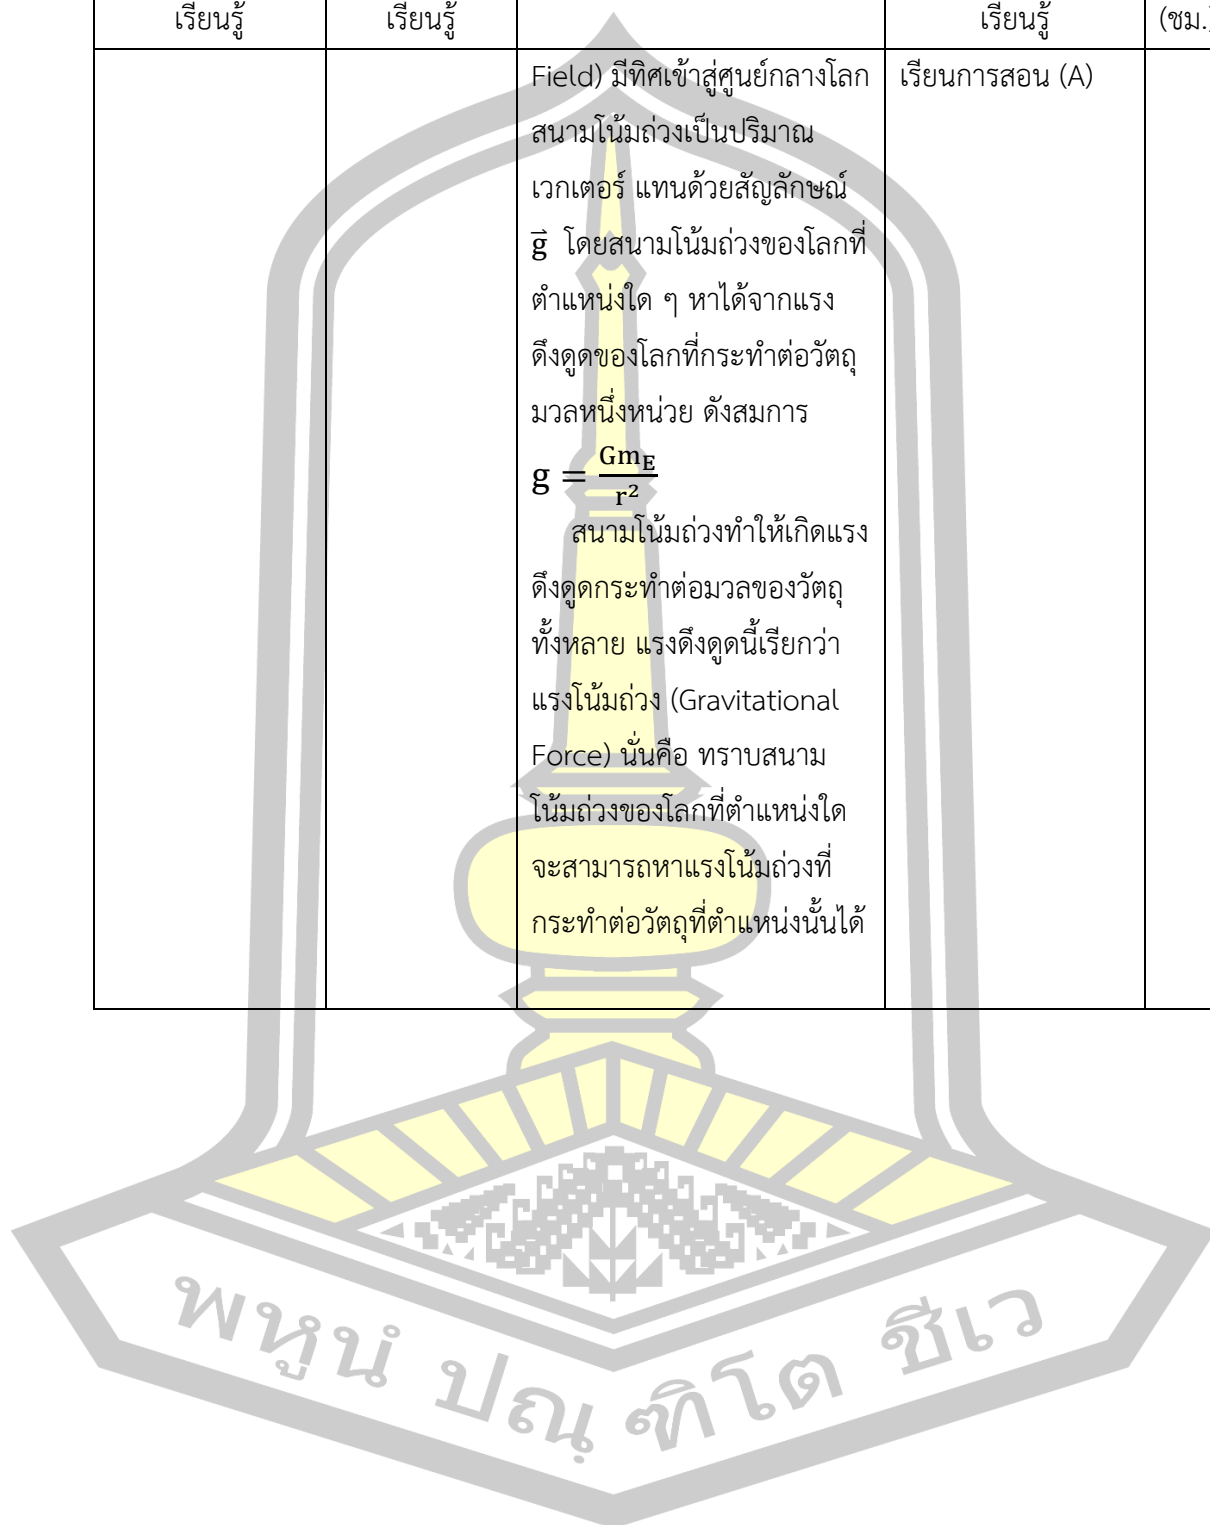 เรียนรู้ เรียนรู้ เรียนรู้ (ชม.)
Field) มีทิศเข้าสู่ศูนย์กลางโลก เรียนการสอน (A)
สนามโน้มถ่วงเป็นปริมาณ
เวกเตอร์ แทนด้วยสัญลักษณ์
g⃗ โดยสนามโน้มถ่วงของโลกที่
ตำแหน่งใด ๆ หาได้จากแรง
ดึงดูดของโลกที่กระทำต่อวัตถุ
มวลหนึ่งหน่วย ดังสมการ
g = Gm_E / r²
สนามโน้มถ่วงทำให้เกิดแรง
ดึงดูดกระทำต่อมวลของวัตถุ
ทั้งหลาย แรงดึงดูดนี้เรียกว่า
แรงโน้มถ่วง (Gravitational
Force) นั่นคือ ทราบสนาม
โน้มถ่วงของโลกที่ตำแหน่งใด
จะสามารถหาแรงโน้มถ่วงที่
กระทำต่อวัตถุที่ตำแหน่งนั้นได้
พหูนํ ปณฺฑิโต ชีเว